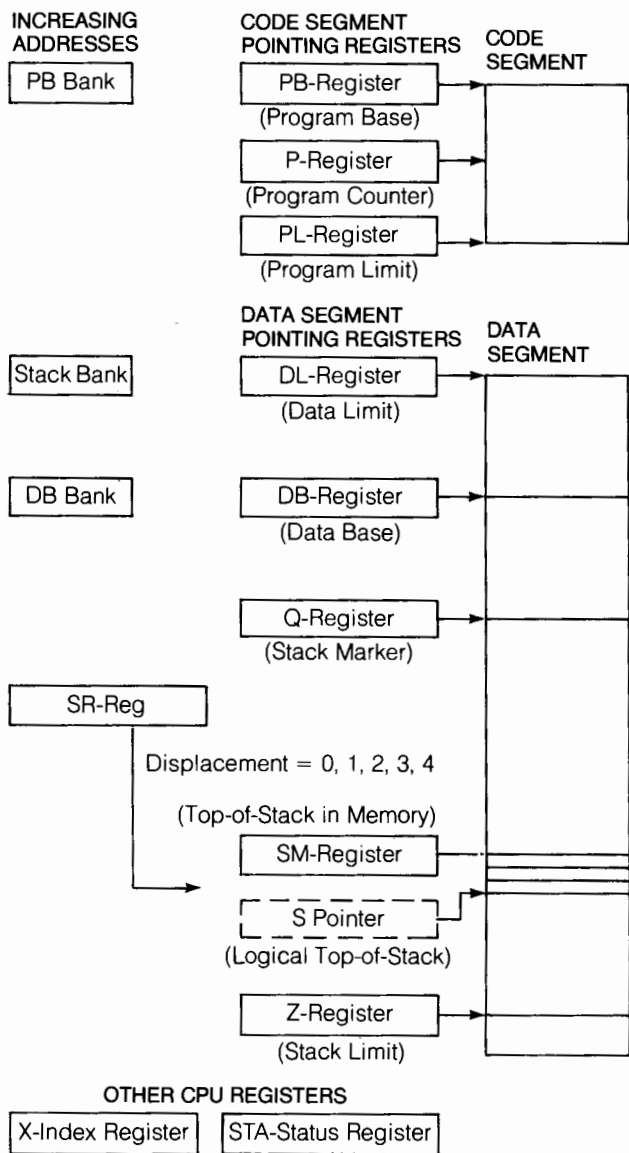 INCREASING
ADDRESSES
CODE SEGMENT
POINTING REGISTERS
CODE
SEGMENT
PB Bank
PB-Register
(Program Base)
P-Register
(Program Counter)
PL-Register
(Program Limit)
DATA SEGMENT
POINTING REGISTERS
DATA
SEGMENT
Stack Bank
DL-Register
(Data Limit)
DB Bank
DB-Register
(Data Base)
Q-Register
(Stack Marker)
SR-Reg
Displacement = 0, 1, 2, 3, 4
(Top-of-Stack in Memory)
SM-Register
S Pointer
(Logical Top-of-Stack)
Z-Register
(Stack Limit)
OTHER CPU REGISTERS
X-Index Register
STA-Status Register